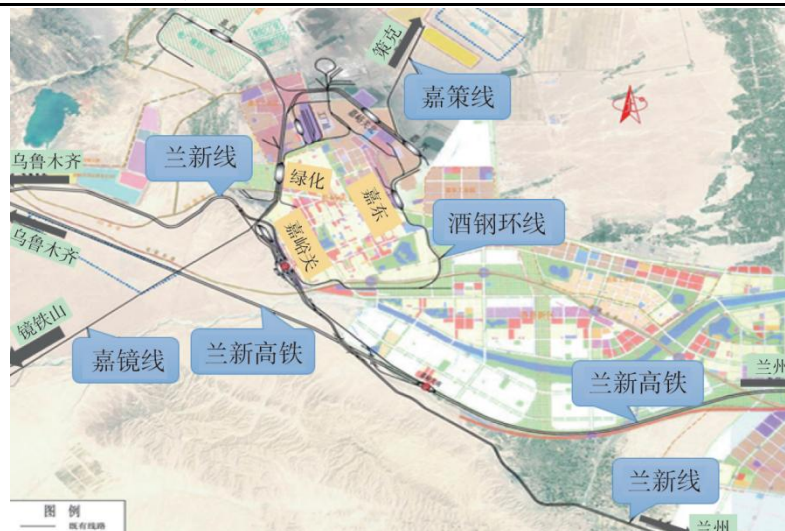 策克
嘉策线
兰新线
乌鲁木齐
绿化
嘉东
酒钢环线
乌鲁木齐
嘉峪关
镜铁山
嘉镜线
兰新高铁
兰新高铁
兰州
兰新线
兰州
图 例
既有线路